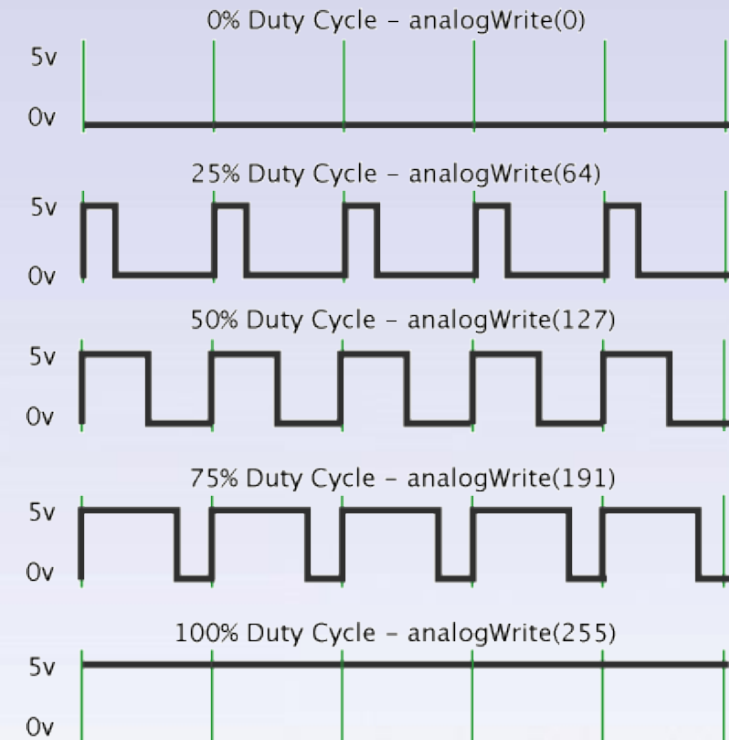 0% Duty Cycle – analogWrite(0)
5v
0v
25% Duty Cycle – analogWrite(64)
5v
0v
50% Duty Cycle – analogWrite(127)
5v
0v
75% Duty Cycle – analogWrite(191)
5v
0v
100% Duty Cycle – analogWrite(255)
5v
0v